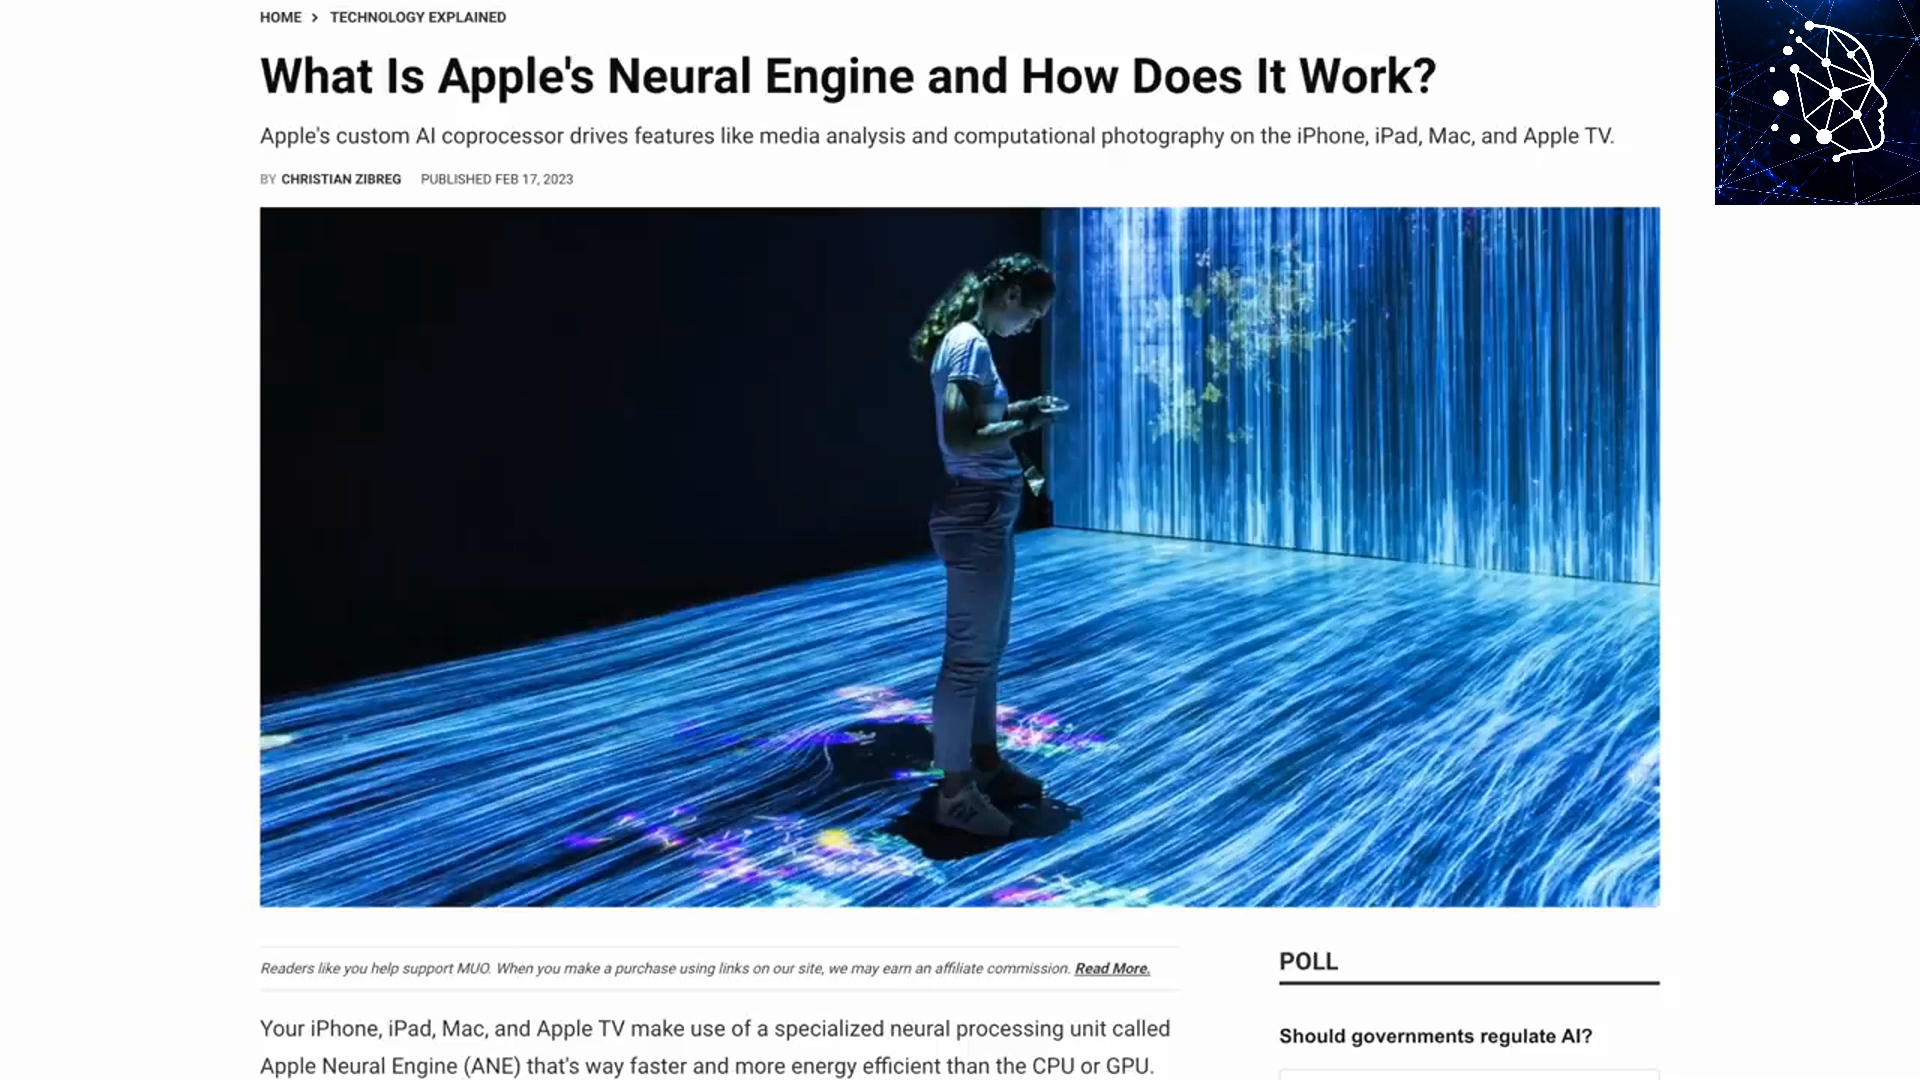 HOME > TECHNOLOGY EXPLAINED
What Is Apple's Neural Engine and How Does It Work?
Apple's custom AI coprocessor drives features like media analysis and computational photography on the iPhone, iPad, Mac, and Apple TV.
BY CHRISTIAN ZIBREG PUBLISHED FEB 17, 2023
Readers like you help support MUO. When you make a purchase using links on our site, we may earn an affiliate commission. Read More.
POLL
Your iPhone, iPad, Mac, and Apple TV make use of a specialized neural processing unit called
Apple Neural Engine (ANE) that's way faster and more energy efficient than the CPU or GPU.
Should governments regulate AI?